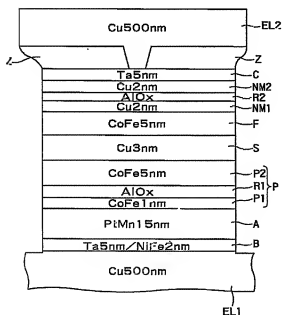 Cu500nm EL2
Z Z
Ta5nm C
Cu2nm NM2
AlOx R2
Cu2nm NM1
CoFe5nm F
Cu3nm S
CoFe5nm P2
AlOx R1 P
CoFe1nm P1
PtMn15nm A
Ta5nm/NiFe2nm B
Cu500nm
EL1